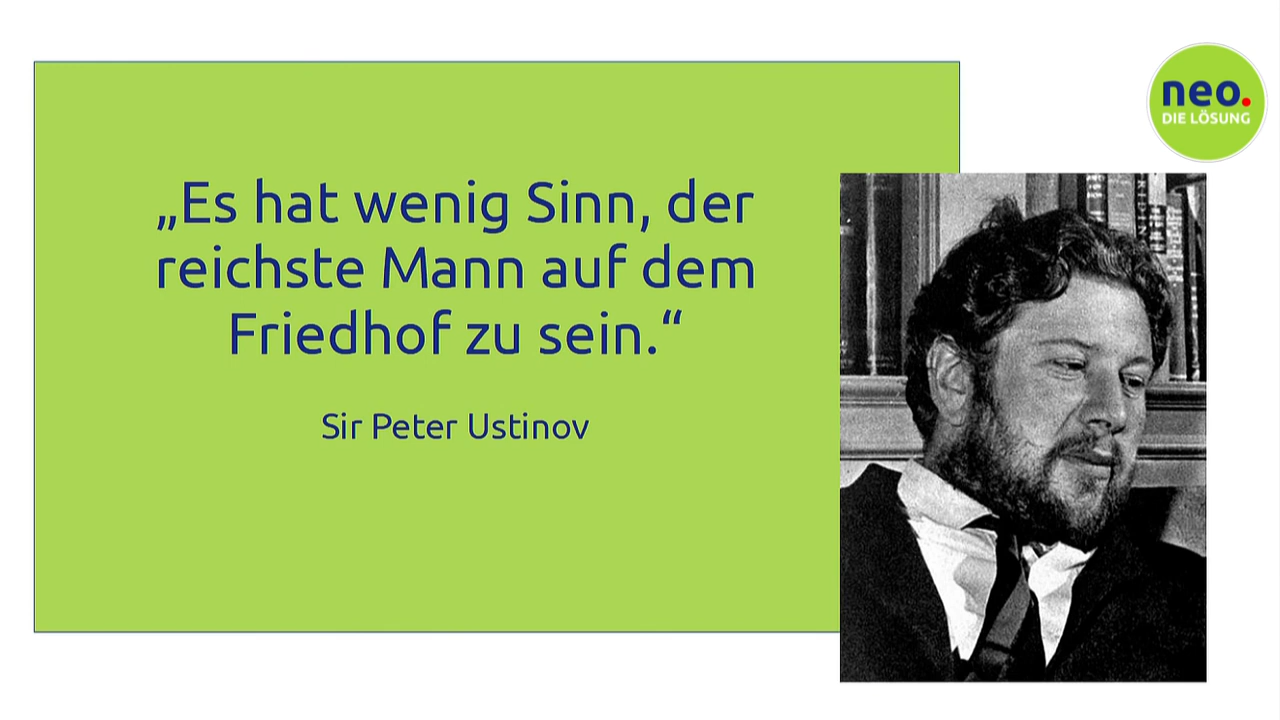 „Es hat wenig Sinn, der
reichste Mann auf dem
Friedhof zu sein.“
Sir Peter Ustinov
neo.
DIE LÖSUNG